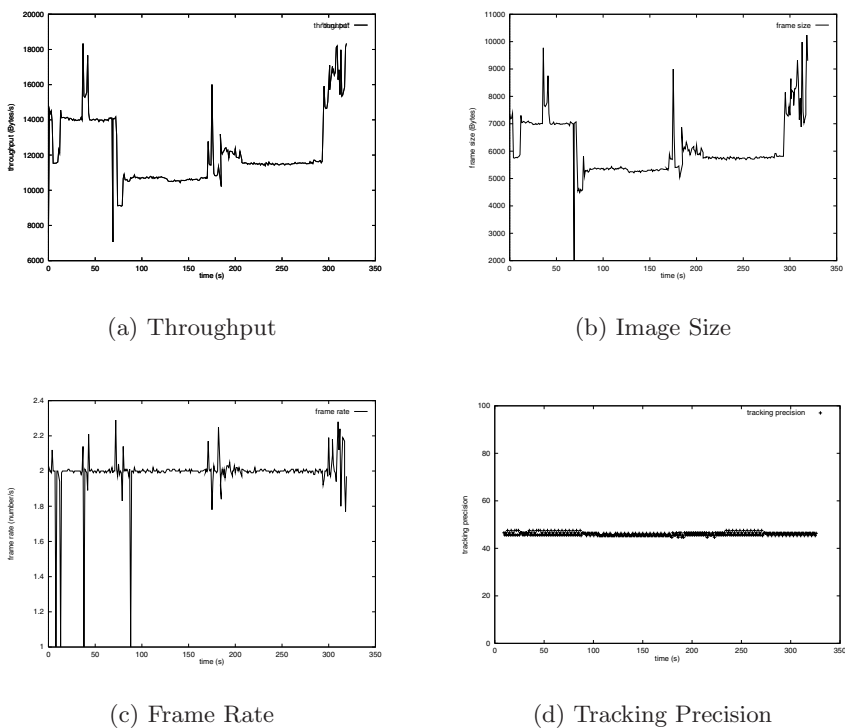 18000
16000
14000
12000
10000
8000
6000
throughput (Bytes/s)
0 50 100 150 200 250 300 350
time (s)
(a) Throughput
11000
10000
9000
8000
7000
6000
5000
4000
3000
2000
frame size (Bytes)
frame size
0 50 100 150 200 250 300 350
time (s)
(b) Image Size
2.4
2.2
2
1.8
1.6
1.4
1.2
1
frame rate (number/s)
frame rate
0 50 100 150 200 250 300 350
time (s)
(c) Frame Rate
100
80
60
40
20
0
tracking precision
tracking precision
0 50 100 150 200 250 300 350
time (s)
(d) Tracking Precision